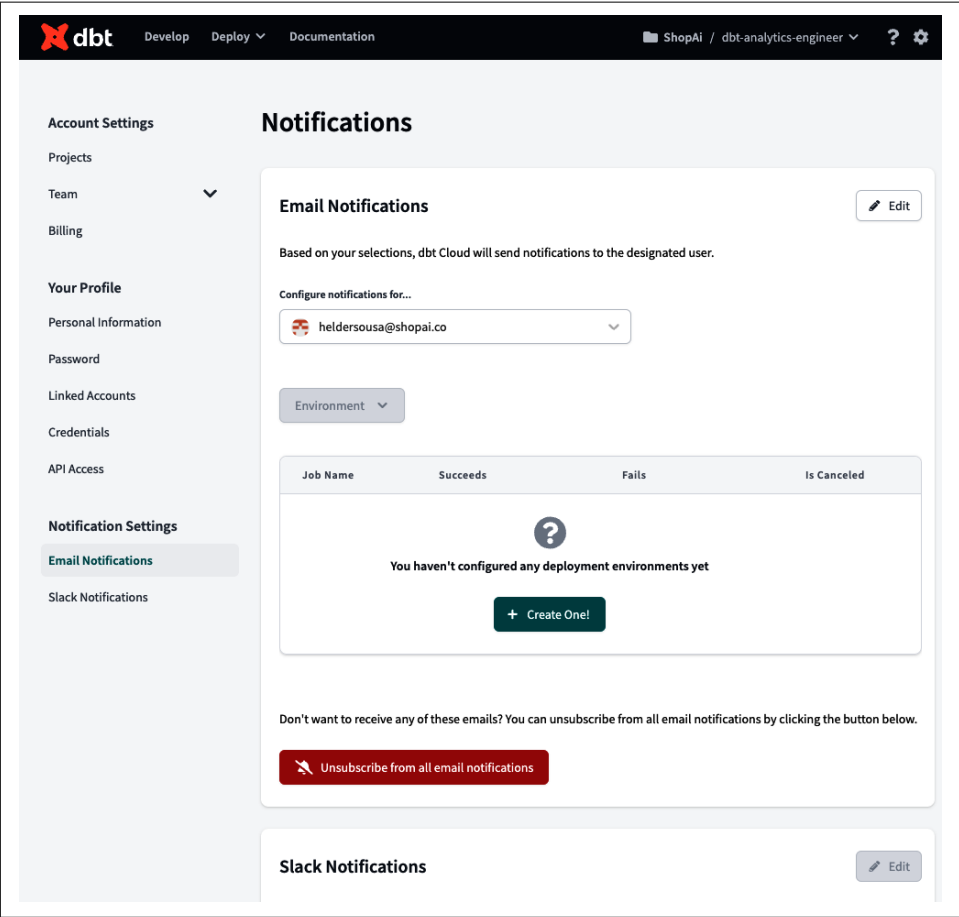 dbt Develop Deploy Documentation ShopAi / dbt-analytics-engineer ?
Account Settings
Projects
Team
Billing
Your Profile
Personal Information
Password
Linked Accounts
Credentials
API Access
Notification Settings
Email Notifications
Slack Notifications
Notifications
Email Notifications
Edit
Based on your selections, dbt Cloud will send notifications to the designated user.
Configure notifications for...
heldersousa@shopai.co
Environment
Job Name Succeeds Fails Is Canceled
?
You haven't configured any deployment environments yet
+ Create One!
Don't want to receive any of these emails? You can unsubscribe from all email notifications by clicking the button below.
Unsubscribe from all email notifications
Slack Notifications
Edit